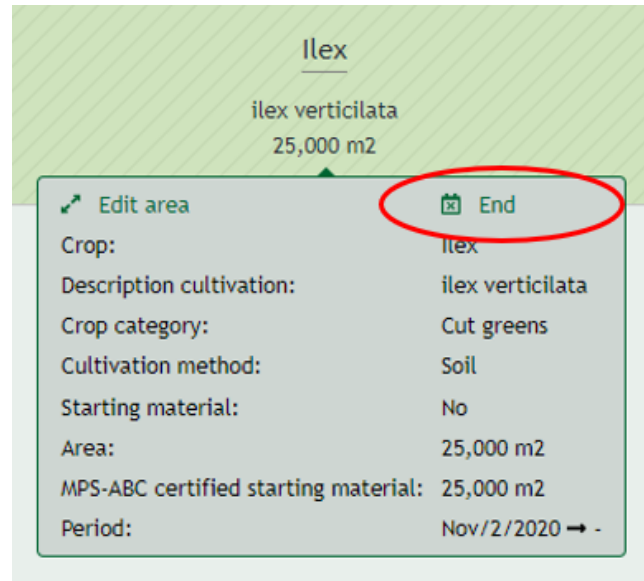 Ilex
ilex verticilata
25,000 m2
Edit area End
Crop: Ilex
Description cultivation: ilex verticilata
Crop category: Cut greens
Cultivation method: Soil
Starting material: No
Area: 25,000 m2
MPS-ABC certified starting material: 25,000 m2
Period: Nov/2/2020 → -